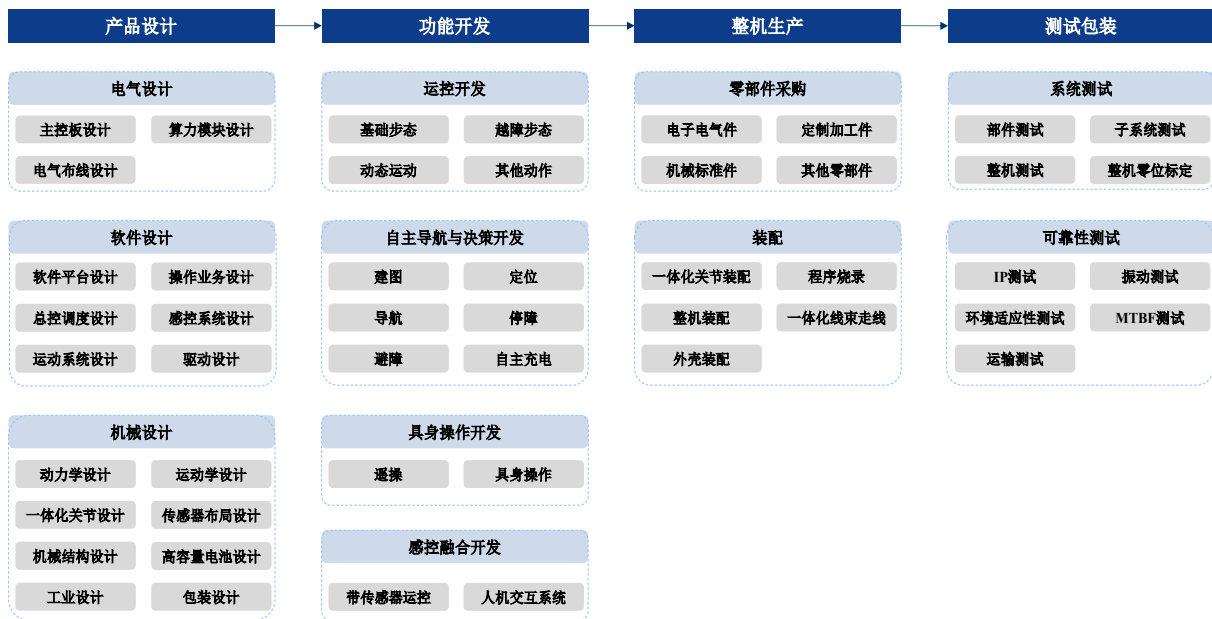 产品设计
功能开发
整机生产
测试包装
电气设计
主控板设计
算力模块设计
电气布线设计
软件设计
软件平台设计
操作业务设计
总控调度设计
感控系统设计
运动系统设计
驱动设计
机械设计
动力学设计
运动学设计
一体化关节设计
传感器布局设计
机械结构设计
高容量电池设计
工业设计
包装设计
运控开发
基础步态
越障步态
动态运动
其他动作
自主导航与决策开发
建图
定位
导航
停障
避障
自主充电
具身操作开发
遥操
具身操作
感控融合开发
带传感器运控
人机交互系统
零部件采购
电子电气件
定制加工件
机械标准件
其他零部件
装配
一体化关节装配
程序烧录
整机装配
一体化线束走线
外壳装配
系统测试
部件测试
子系统测试
整机测试
整机零位标定
可靠性测试
IP测试
振动测试
环境适应性测试
MTBF测试
运输测试